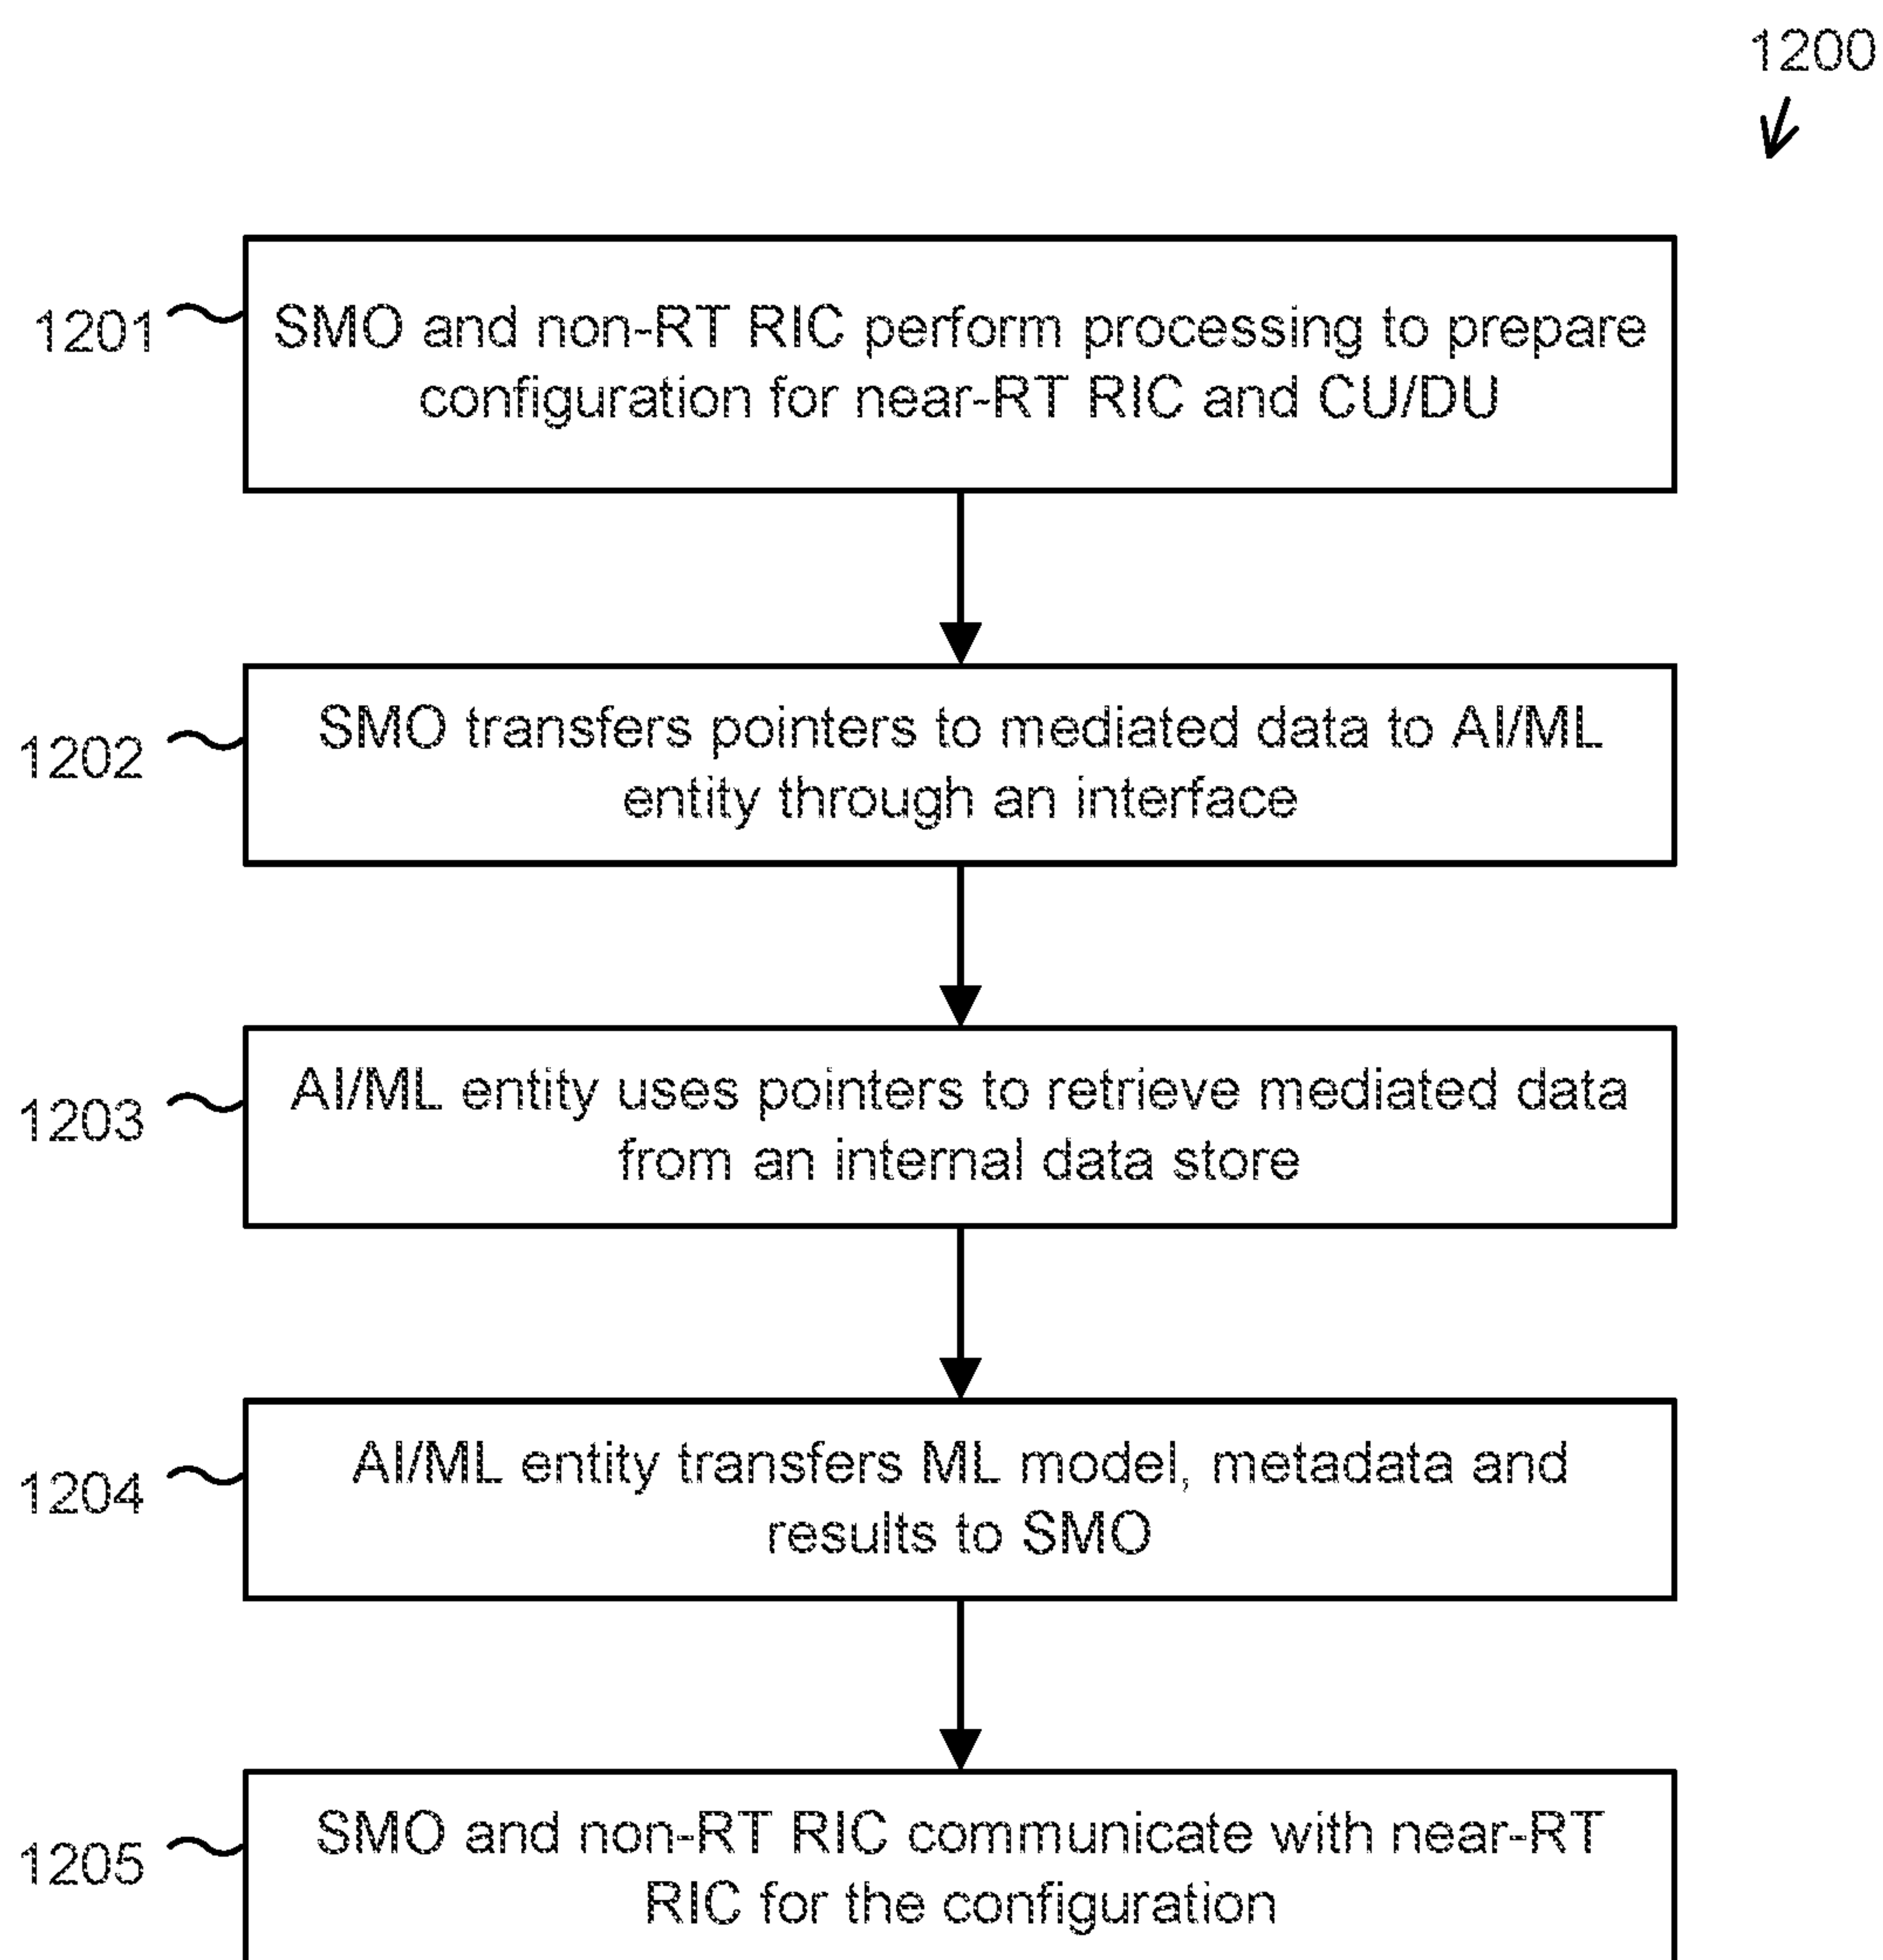 1200
1201
SMO and non-RT RIC perform processing to prepare
configuration for near-RT RIC and CU/DU
1202
SMO transfers pointers to mediated data to AI/ML
entity through an interface
1203
AI/ML entity uses pointers to retrieve mediated data
from an internal data store
1204
AI/ML entity transfers ML model, metadata and
results to SMO
1205
SMO and non-RT RIC communicate with near-RT
RIC for the configuration